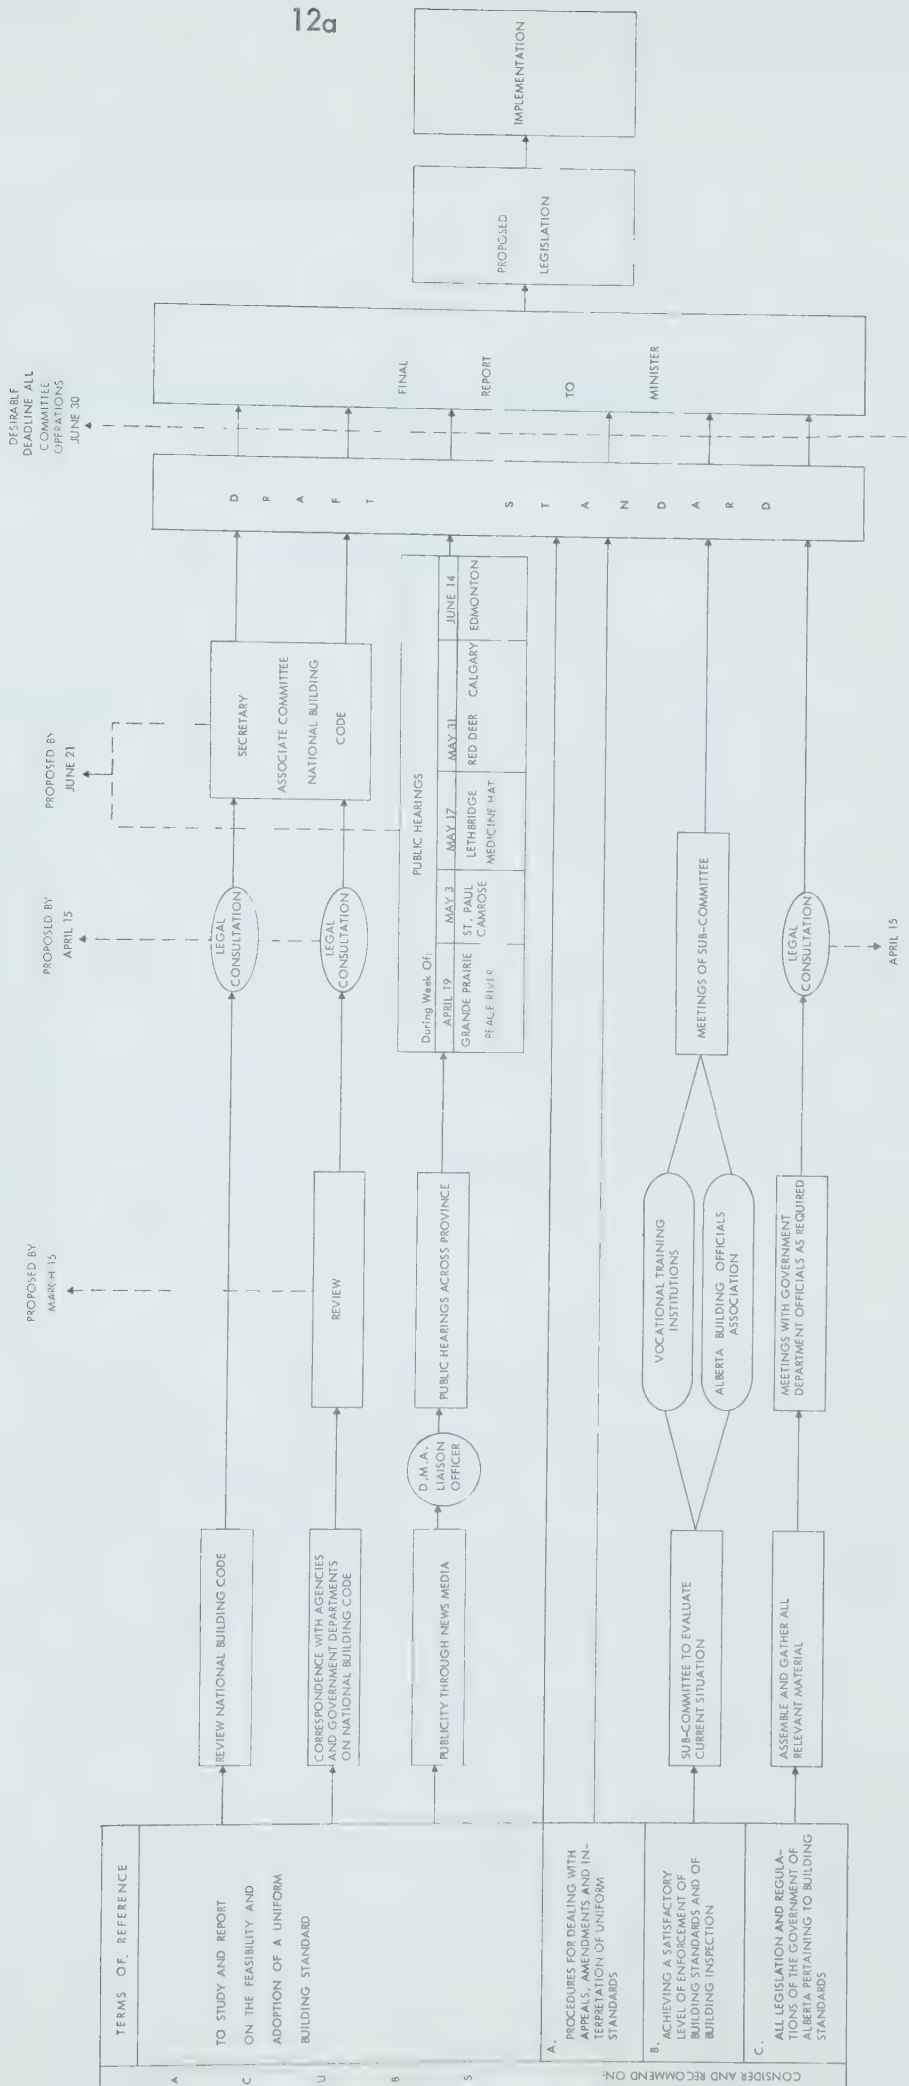 12a
TERMS OF REFERENCE
A
C
U
B
S
TO STUDY AND REPORT
ON THE FEASIBILITY AND
ADOPTION OF A UNIFORM
BUILDING STANDARD
CONSIDER AND RECOMMEND ON:
A.
PROCEDURES FOR DEALING WITH
APPEALS, AMENDMENTS AND IN-
TERPRETATION OF UNIFORM
STANDARDS
B.
ACHIEVING A SATISFACTORY
LEVEL OF ENFORCEMENT OF
BUILDING STANDARDS AND OF
BUILDING INSPECTION
C.
ALL LEGISLATION AND REGULA-
TIONS OF THE GOVERNMENT OF
ALBERTA PERTAINING TO BUILDING
STANDARDS
REVIEW NATIONAL BUILDING CODE
CORRESPONDENCE WITH AGENCIES
AND GOVERNMENT DEPARTMENTS
ON NATIONAL BUILDING CODE
PUBLICITY THROUGH NEWS MEDIA
SUB-COMMITTEE TO EVALUATE
CURRENT SITUATION
ASSEMBLE AND GATHER ALL
RELEVANT MATERIAL
D.M.A.
LIAISON
OFFICER
PROPOSED BY
MARCH 15
REVIEW
PUBLIC HEARINGS ACROSS PROVINCE
VOCATIONAL TRAINING
INSTITUTIONS
ALBERTA BUILDING OFFICIALS
ASSOCIATION
MEETINGS WITH GOVERNMENT
DEPARTMENT OFFICIALS AS REQUIRED
PROPOSED BY
APRIL 15
LEGAL
CONSULTATION
LEGAL
CONSULTATION
PUBLIC HEARINGS
During Week Of:
APRIL 19
MAY 3
MAY 17
MAY 31
JUNE 14
GRANDE PRAIRIE
PEACE RIVER
ST. PAUL
CAMROSE
LETHBRIDGE
MEDICINE HAT
RED DEER
CALGARY
EDMONTON
MEETINGS OF SUB-COMMITTEE
LEGAL
CONSULTATION
APRIL 15
PROPOSED BY
JUNE 21
SECRETARY
ASSOCIATE COMMITTEE
NATIONAL BUILDING
CODE
DRAFT STANDARD
DESIRABLE
DEADLINE ALL
COMMITTEE
OPERATIONS
JUNE 30
FINAL
REPORT
TO
MINISTER
PROPOSED
LEGISLATION
IMPLEMENTATION